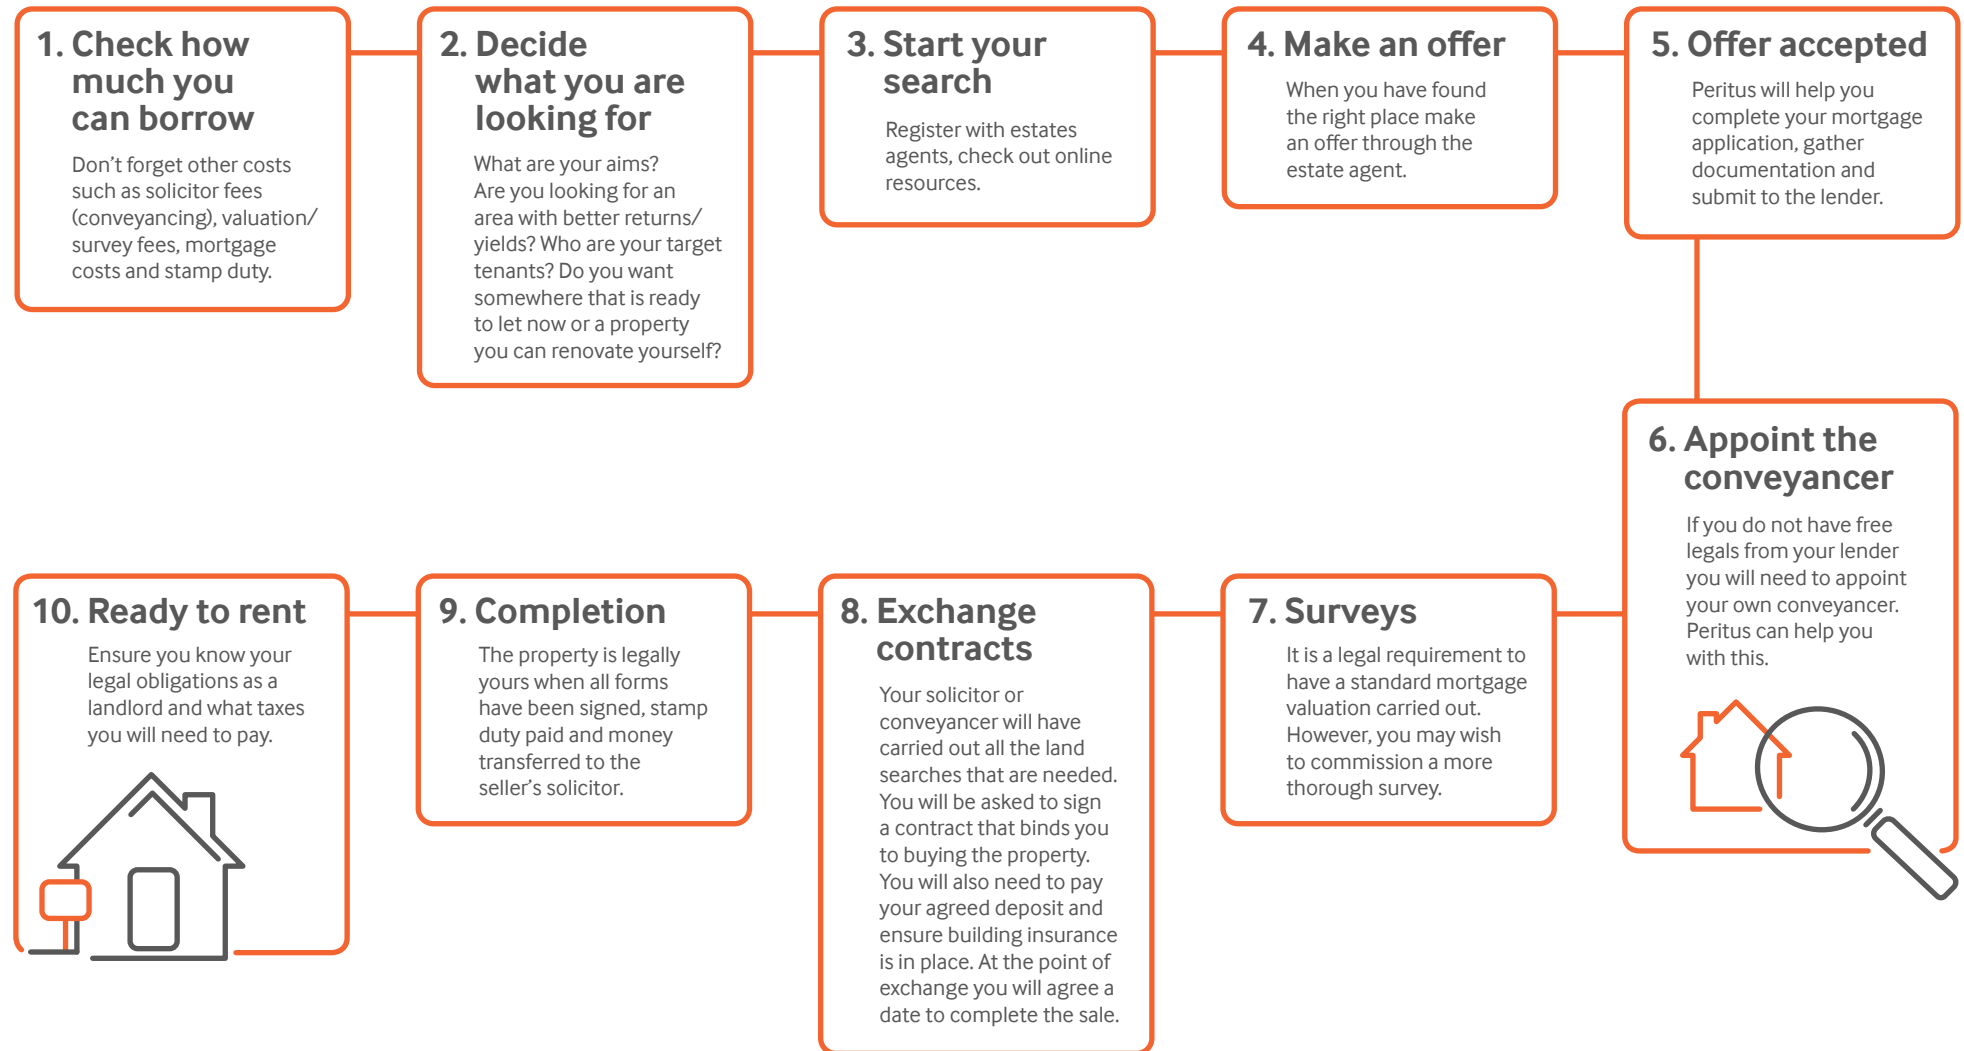 1. Check how
much you
can borrow
Don't forget other costs
such as solicitor fees
(conveyancing), valuation/
survey fees, mortgage
costs and stamp duty.
2. Decide
what you are
looking for
What are your aims?
Are you looking for an
area with better returns/
yields? Who are your target
tenants? Do you want
somewhere that is ready
to let now or a property
you can renovate yourself?
3. Start your
search
Register with estates
agents, check out online
resources.
4. Make an offer
When you have found
the right place make
an offer through the
estate agent.
5. Offer accepted
Peritus will help you
complete your mortgage
application, gather
documentation and
submit to the lender.
6. Appoint the
conveyancer
If you do not have free
legals from your lender
you will need to appoint
your own conveyancer.
Peritus can help you
with this.
7. Surveys
It is a legal requirement to
have a standard mortgage
valuation carried out.
However, you may wish
to commission a more
thorough survey.
8. Exchange
contracts
Your solicitor or
conveyancer will have
carried out all the land
searches that are needed.
You will be asked to sign
a contract that binds you
to buying the property.
You will also need to pay
your agreed deposit and
ensure building insurance
is in place. At the point of
exchange you will agree a
date to complete the sale.
9. Completion
The property is legally
yours when all forms
have been signed, stamp
duty paid and money
transferred to the
seller's solicitor.
10. Ready to rent
Ensure you know your
legal obligations as a
landlord and what taxes
you will need to pay.